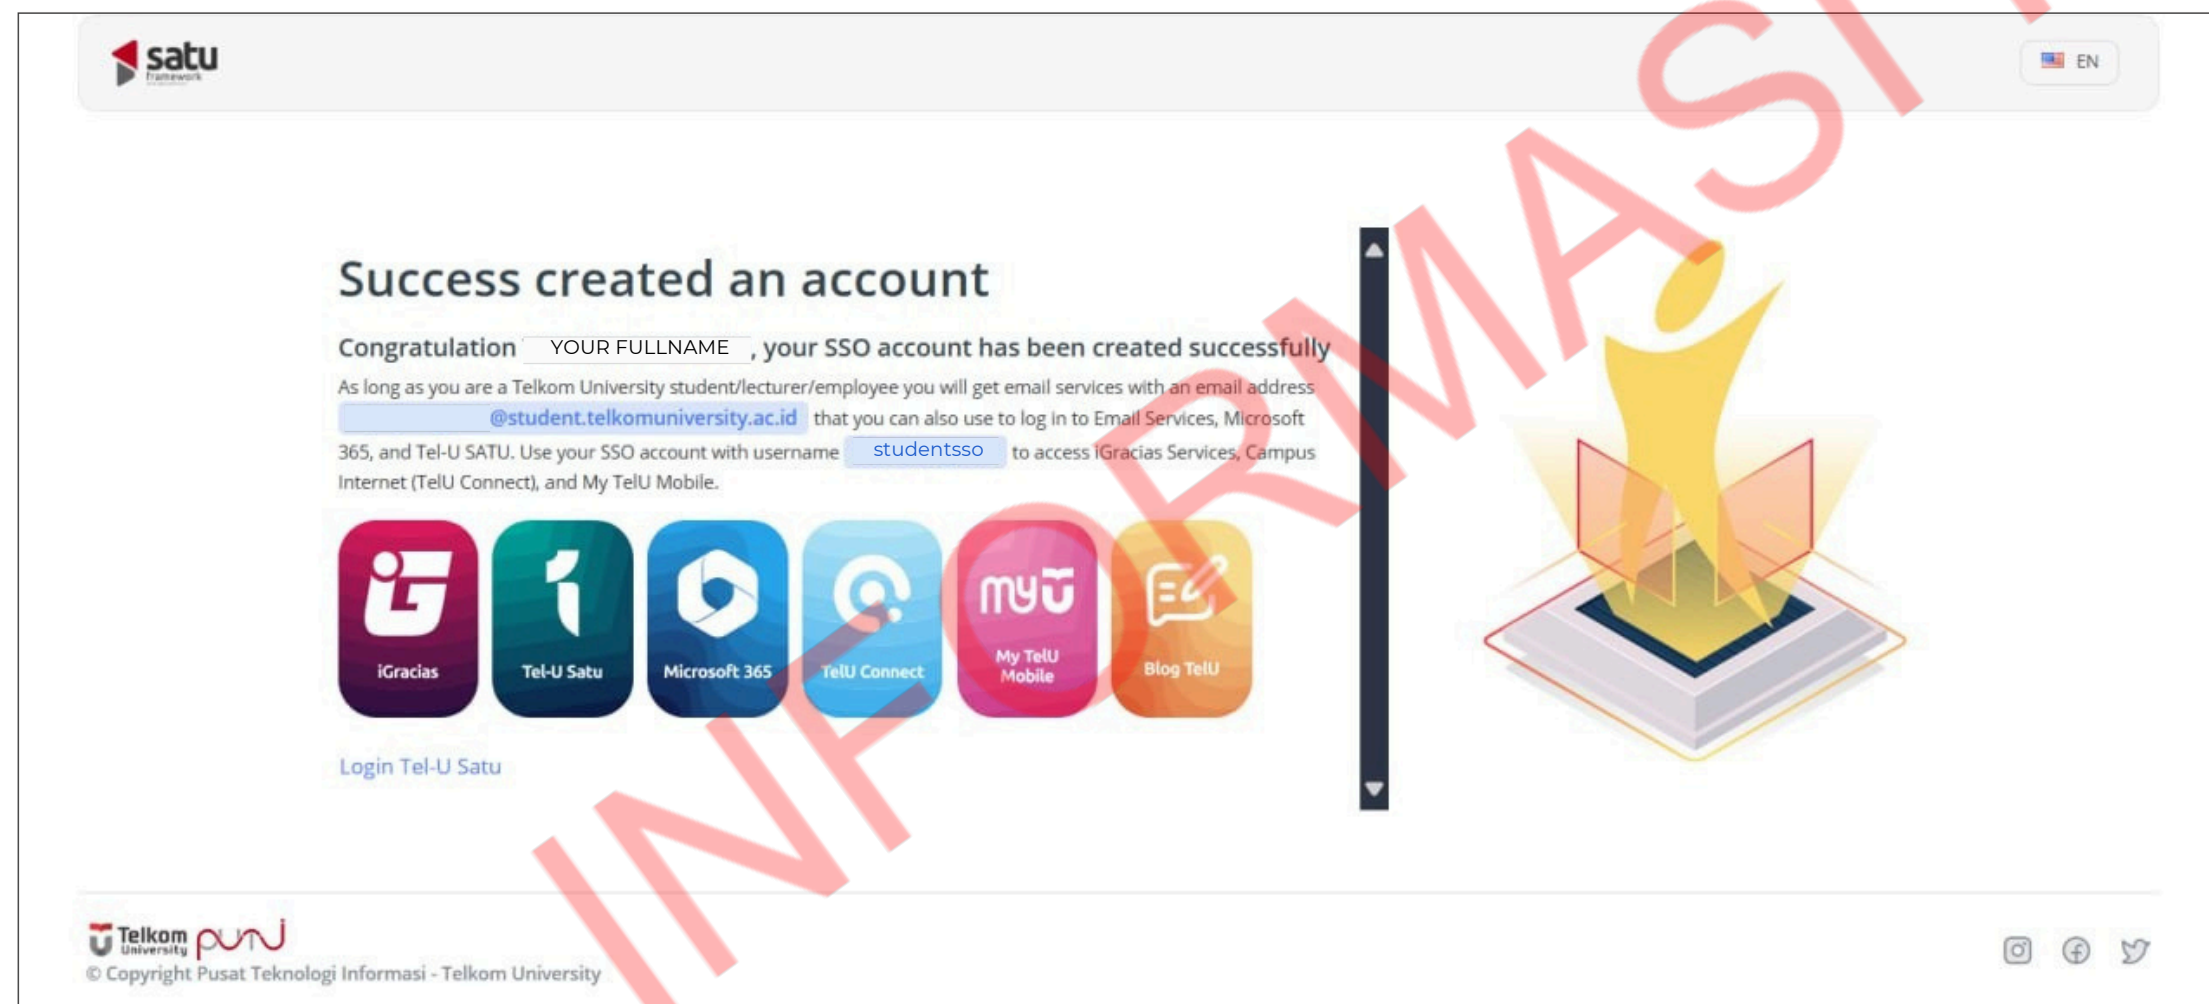 satu
framework
EN
Success created an account
Congratulation YOUR FULLNAME , your SSO account has been created successfully
As long as you are a Telkom University student/lecturer/employee you will get email services with an email address
@student.telkomuniversity.ac.id that you can also use to log in to Email Services, Microsoft
365, and Tel-U SATU. Use your SSO account with username studentsso to access iGracias Services, Campus
Internet (TelU Connect), and My TelU Mobile.
iGracias
Tel-U Satu
Microsoft 365
TelU Connect
myU
My TelU
Mobile
Blog TelU
Login Tel-U Satu
INFORMASI
Telkom
University
PUTI
© Copyright Pusat Teknologi Informasi - Telkom University